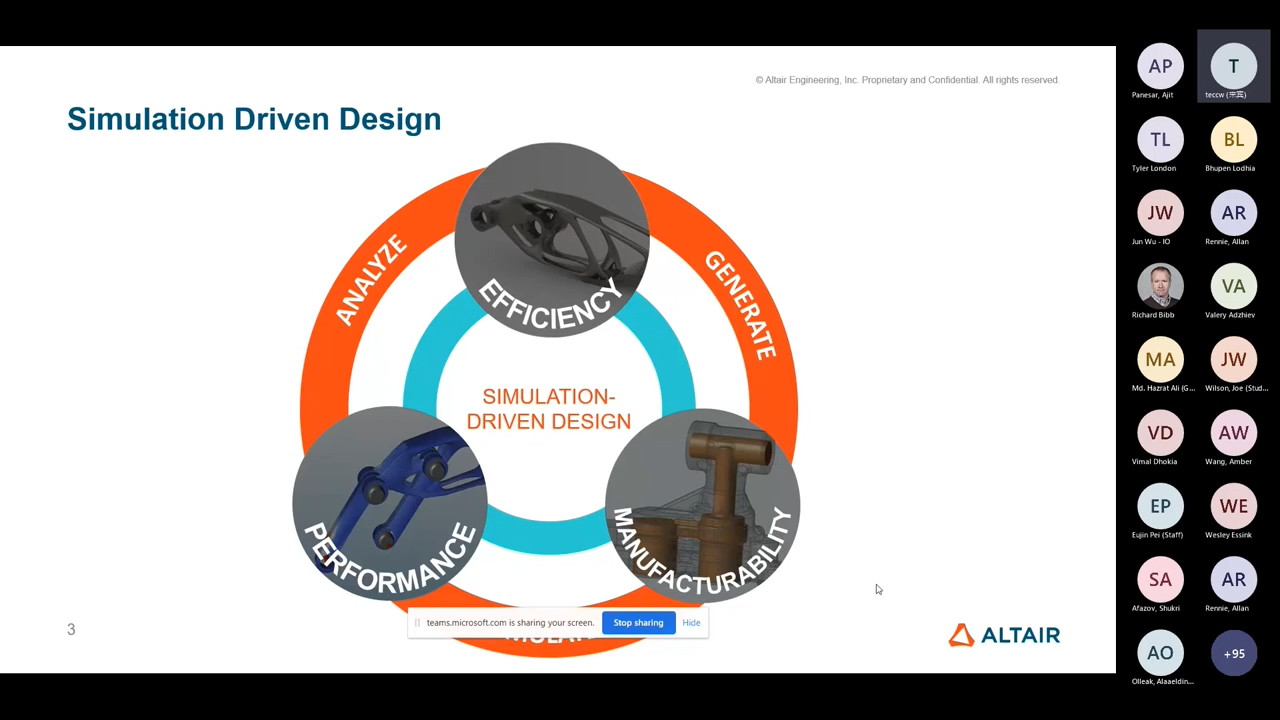 © Altair Engineering, Inc. Proprietary and Confidential. All rights reserved.
Simulation Driven Design
ANALYZE
GENERATE
EFFICIENCY
SIMULATION-
DRIVEN DESIGN
PERFORMANCE
MANUFACTURABILITY
teams.microsoft.com is sharing your screen.
Stop sharing
Hide
3
ALTAIR
AP
Panesar, Ajit
T
TL
Tyler London
BL
Bhupen Lodhia
JW
Jun Wu - IO
AR
Rennie, Allan
Richard Bibb
VA
Valery Adzhiev
MA
Md. Hazrat Ali (G...
JW
Wilson, Joe (Stud...
VD
Vimal Dhokia
AW
Wang, Amber
EP
Eujin Pei (Staff)
WE
Wesley Essink
SA
Afazov, Shukri
AR
Rennie, Allan
AO
Olleak, Alaaeldin...
+95